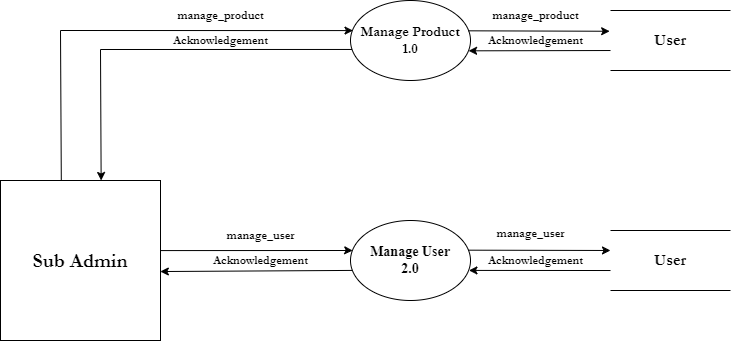 manage_product
Acknowledgement
Manage Product
1.0
manage_product
Acknowledgement
User
Sub Admin
manage_user
Acknowledgement
Manage User
2.0
manage_user
Acknowledgement
User